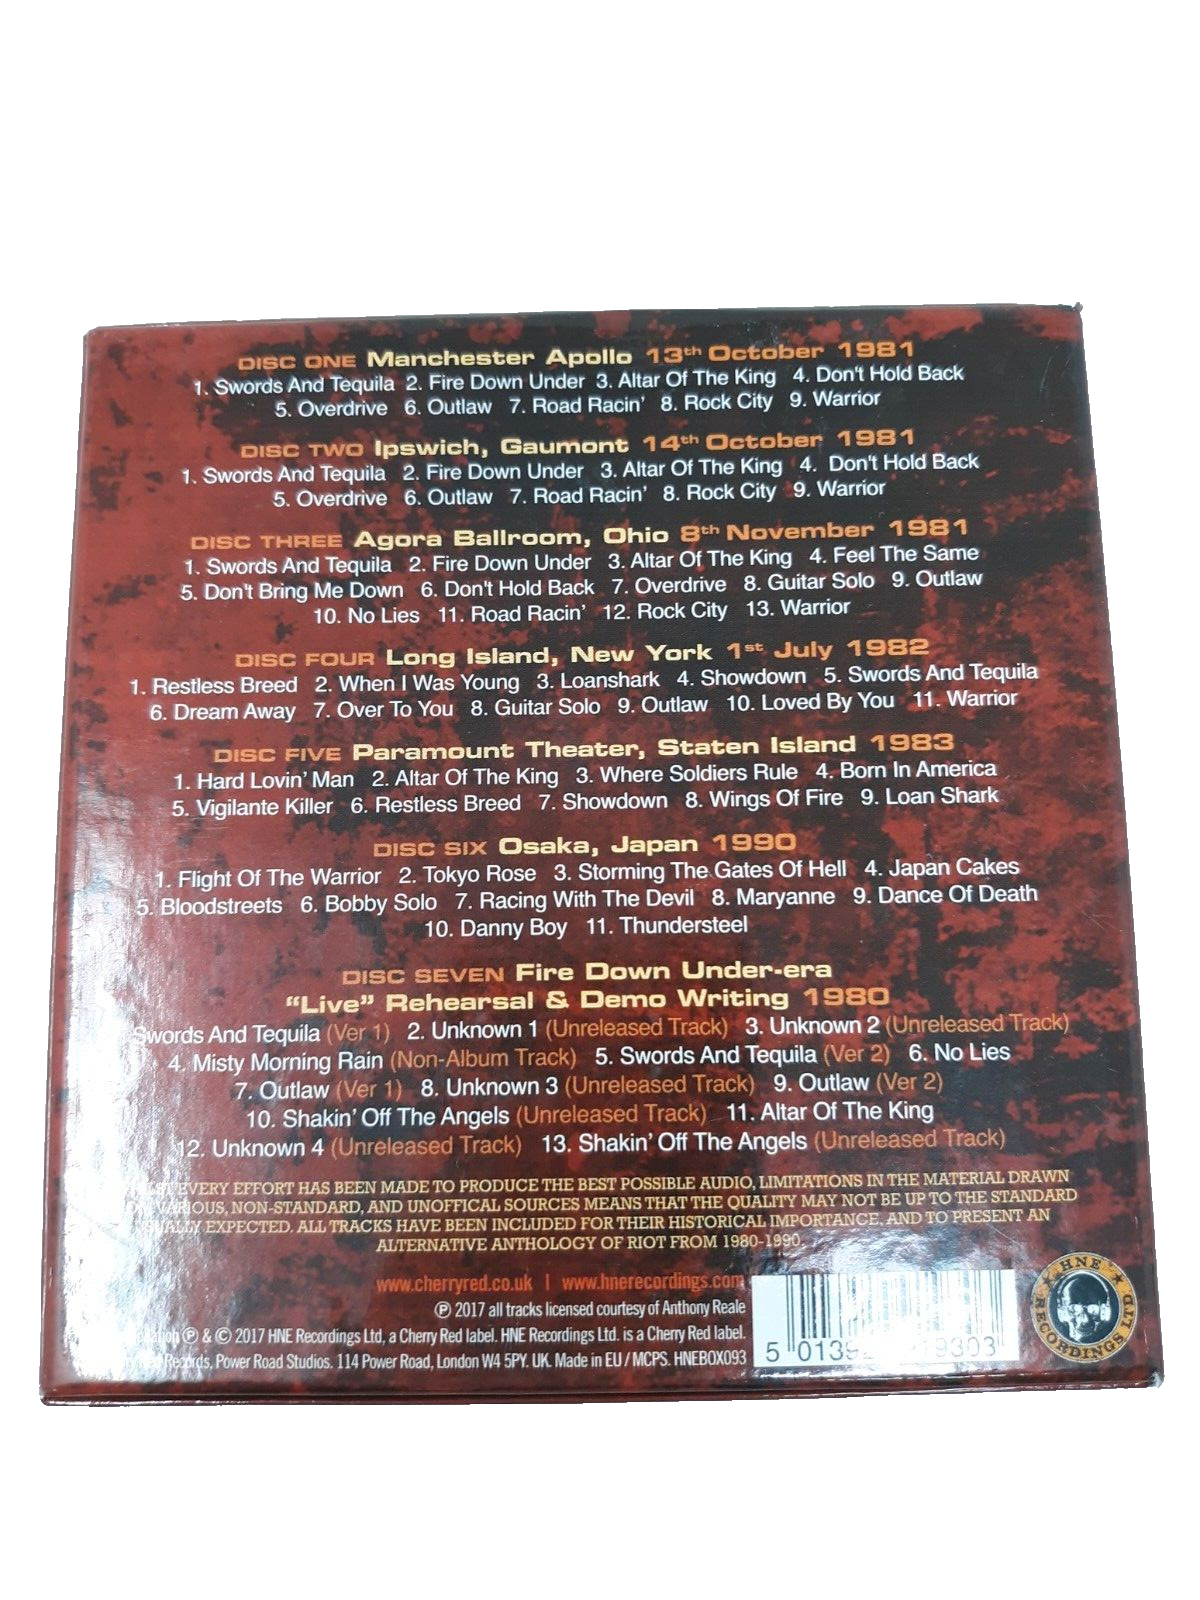 DISC ONE Manchester Apollo 13th October 1981
1. Swords And Tequila 2. Fire Down Under 3. Altar Of The King 4. Don't Hold Back
5. Overdrive 6. Outlaw 7. Road Racin' 8. Rock City 9. Warrior
DISC TWO Ipswich, Gaumont 14th October 1981
1. Swords And Tequila 2. Fire Down Under 3. Altar Of The King 4. Don't Hold Back
5. Overdrive 6. Outlaw 7. Road Racin' 8. Rock City 9. Warrior
DISC THREE Agora Ballroom, Ohio 8th November 1981
1. Swords And Tequila 2. Fire Down Under 3. Altar Of The King 4. Feel The Same
5. Don't Bring Me Down 6. Don't Hold Back 7. Overdrive 8. Guitar Solo 9. Outlaw
10. No Lies 11. Road Racin' 12. Rock City 13. Warrior
DISC FOUR Long Island, New York 1st July 1982
1. Restless Breed 2. When I Was Young 3. Loanshark 4. Showdown 5. Swords And Tequila
6. Dream Away 7. Over To You 8. Guitar Solo 9. Outlaw 10. Loved By You 11. Warrior
DISC FIVE Paramount Theater, Staten Island 1983
1. Hard Lovin' Man 2. Altar Of The King 3. Where Soldiers Rule 4. Born In America
5. Vigilante Killer 6. Restless Breed 7. Showdown 8. Wings Of Fire 9. Loan Shark
DISC SIX Osaka, Japan 1990
1. Flight Of The Warrior 2. Tokyo Rose 3. Storming The Gates Of Hell 4. Japan Cakes
5. Bloodstreets 6. Bobby Solo 7. Racing With The Devil 8. Maryanne 9. Dance Of Death
10. Danny Boy 11. Thundersteel
DISC SEVEN Fire Down Under-era
"Live" Rehearsal & Demo Writing 1980
Swords And Tequila (Ver 1) 2. Unknown 1 (Unreleased Track) 3. Unknown 2 (Unreleased Track)
4. Misty Morning Rain (Non-Album Track) 5. Swords And Tequila (Ver 2) 6. No Lies
7. Outlaw (Ver 1) 8. Unknown 3 (Unreleased Track) 9. Outlaw (Ver 2)
10. Shakin' Off The Angels (Unreleased Track) 11. Altar Of The King
12. Unknown 4 (Unreleased Track) 13. Shakin' Off The Angels (Unreleased Track)
EVERY EFFORT HAS BEEN MADE TO PRODUCE THE BEST POSSIBLE AUDIO, LIMITATIONS IN THE MATERIAL DRAWN
VARIOUS, NON-STANDARD, AND UNOFFICAL SOURCES MEANS THAT THE QUALITY MAY NOT BE UP TO THE STANDARD
USUALLY EXPECTED. ALL TRACKS HAVE BEEN INCLUDED FOR THEIR HISTORICAL IMPORTANCE, AND TO PRESENT AN
ALTERNATIVE ANTHOLOGY OF RIOT FROM 1980-1990.
www.cherryred.co.uk | www.hnerecordings.com
℗ 2017 all tracks licensed courtesy of Anthony Reale
℗ & © 2017 HNE Recordings Ltd, a Cherry Red label. HNE Recordings Ltd. is a Cherry Red label.
Records, Power Road Studios. 114 Power Road, London W4 5PY. UK. Made in EU / MCPS. HNEBOX093
HNE RECORDINGS LTD